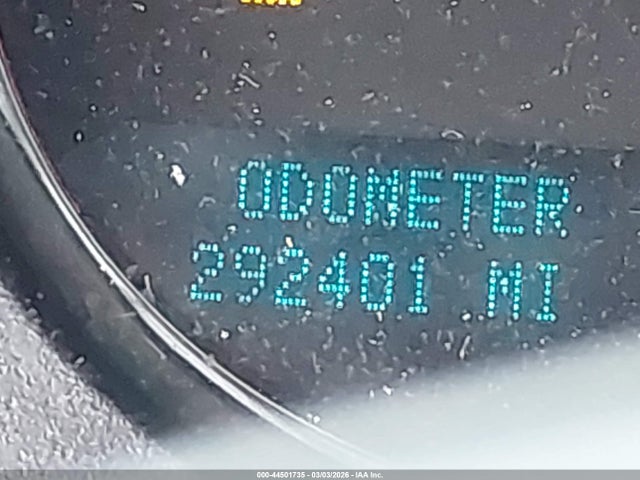 ODOMETER
292401 MI
000-44501735 - 03/03/2026 - IAA Inc.